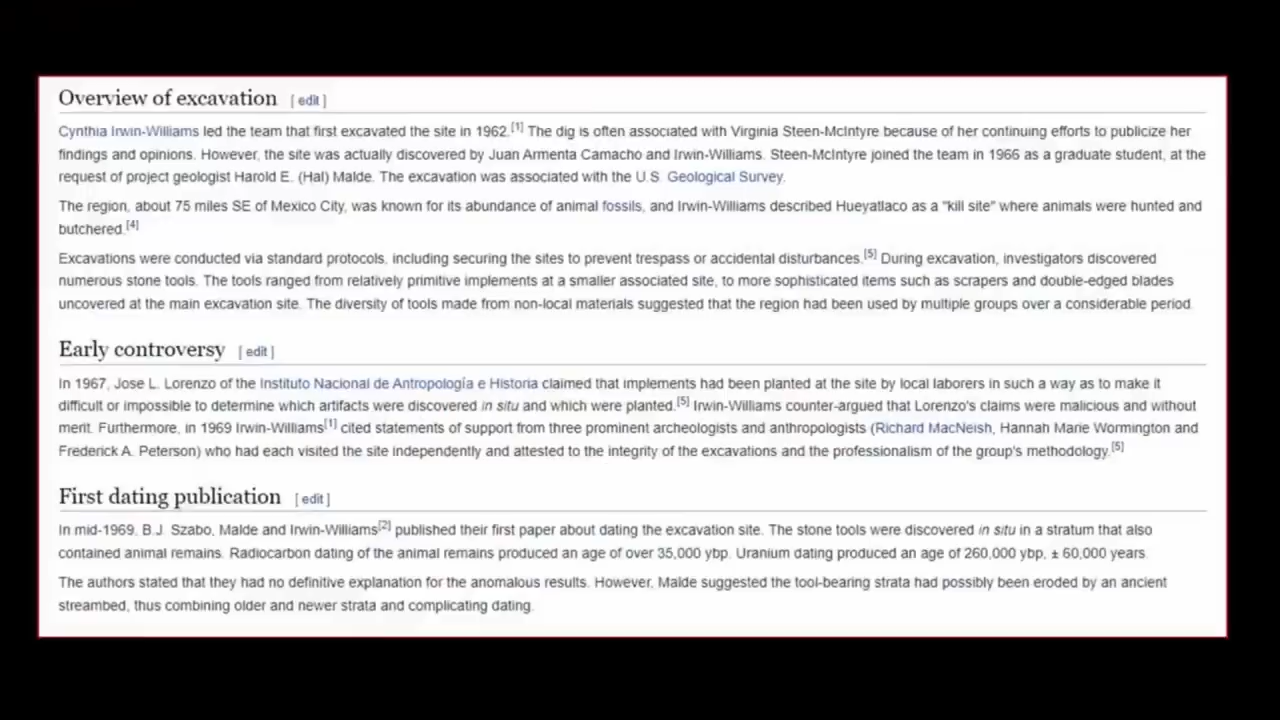 Overview of excavation [ edit ]
Cynthia Irwin-Williams led the team that first excavated the site in 1962.[1] The dig is often associated with Virginia Steen-McIntyre because of her continuing efforts to publicize her
findings and opinions. However, the site was actually discovered by Juan Armenta Camacho and Irwin-Williams. Steen-McIntyre joined the team in 1966 as a graduate student, at the
request of project geologist Harold E. (Hal) Malde. The excavation was associated with the U.S. Geological Survey.
The region, about 75 miles SE of Mexico City, was known for its abundance of animal fossils, and Irwin-Williams described Hueyatlaco as a "kill site" where animals were hunted and
butchered.[4]
Excavations were conducted via standard protocols, including securing the sites to prevent trespass or accidental disturbances.[5] During excavation, investigators discovered
numerous stone tools. The tools ranged from relatively primitive implements at a smaller associated site, to more sophisticated items such as scrapers and double-edged blades
uncovered at the main excavation site. The diversity of tools made from non-local materials suggested that the region had been used by multiple groups over a considerable period.
Early controversy [ edit ]
In 1967, Jose L. Lorenzo of the Instituto Nacional de Antropología e Historia claimed that implements had been planted at the site by local laborers in such a way as to make it
difficult or impossible to determine which artifacts were discovered in situ and which were planted.[5] Irwin-Williams counter-argued that Lorenzo's claims were malicious and without
merit. Furthermore, in 1969 Irwin-Williams[1] cited statements of support from three prominent archeologists and anthropologists (Richard MacNeish, Hannah Marie Wormington and
Frederick A. Peterson) who had each visited the site independently and attested to the integrity of the excavations and the professionalism of the group's methodology.[5]
First dating publication [ edit ]
In mid-1969, B.J. Szabo, Malde and Irwin-Williams[2] published their first paper about dating the excavation site. The stone tools were discovered in situ in a stratum that also
contained animal remains. Radiocarbon dating of the animal remains produced an age of over 35,000 ybp. Uranium dating produced an age of 260,000 ybp, ± 60,000 years.
The authors stated that they had no definitive explanation for the anomalous results. However, Malde suggested the tool-bearing strata had possibly been eroded by an ancient
streambed, thus combining older and newer strata and complicating dating.